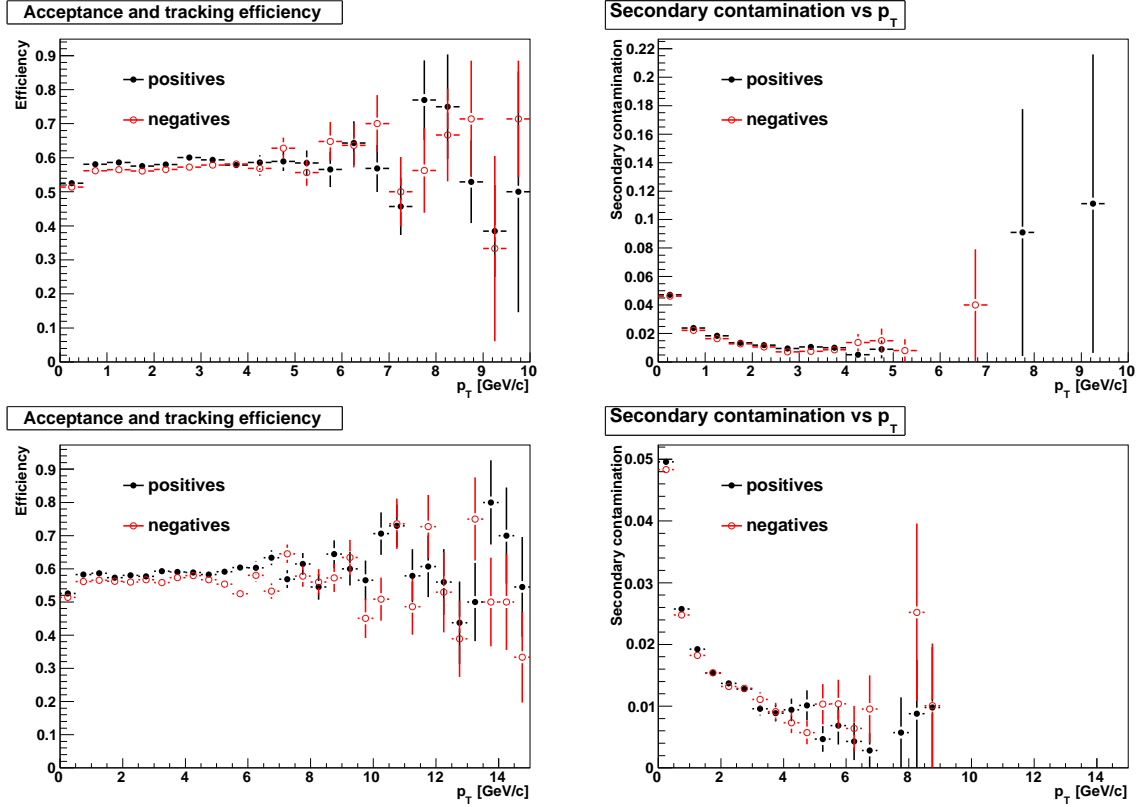 Acceptance and tracking efficiency
Efficiency
0.9
0.8
0.7
0.6
0.5
0.4
0.3
0.2
0.1
0
positives
negatives
0 1 2 3 4 5 6 7 8 9 10
p_T [GeV/c]
Secondary contamination vs p_T
Secondary contamination
0.22
0.2
0.18
0.16
0.14
0.12
0.1
0.08
0.06
0.04
0.02
0
positives
negatives
0 1 2 3 4 5 6 7 8 9 10
p_T [GeV/c]
Acceptance and tracking efficiency
Efficiency
0.9
0.8
0.7
0.6
0.5
0.4
0.3
0.2
0.1
0
positives
negatives
0 2 4 6 8 10 12 14
p_T [GeV/c]
Secondary contamination vs p_T
Secondary contamination
0.05
0.04
0.03
0.02
0.01
0
positives
negatives
0 2 4 6 8 10 12 14
p_T [GeV/c]